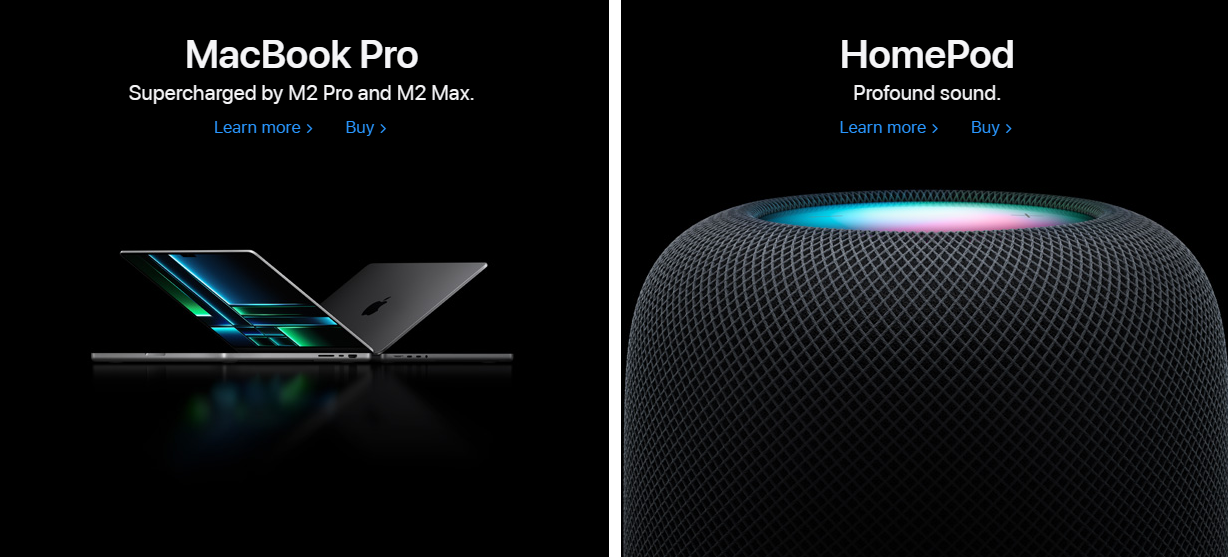 MacBook Pro
Supercharged by M2 Pro and M2 Max.
Learn more >
Buy >
HomePod
Profound sound.
Learn more >
Buy >